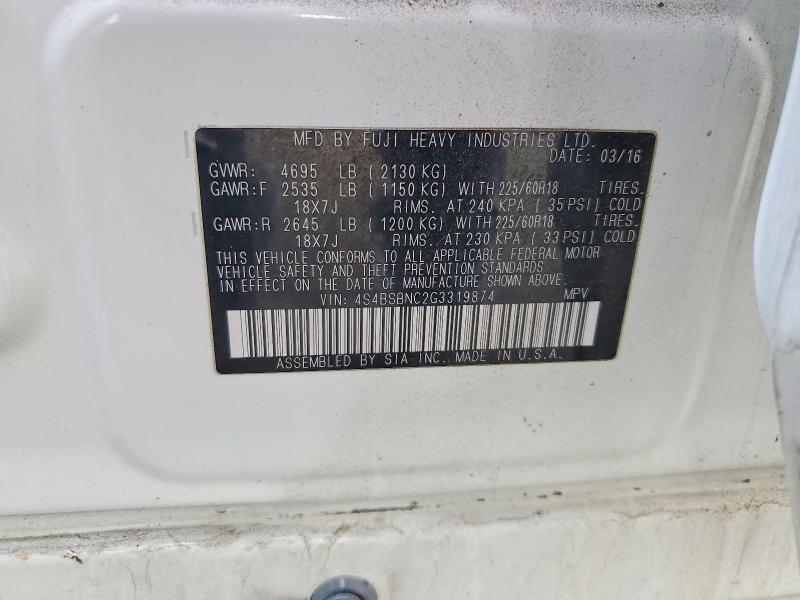 MFD BY FUJI HEAVY INDUSTRIES LTD.
DATE: 03/16
GVWR: 4695 LB (2130 KG)
GAWR:F 2535 LB (1150 KG) WITH 225/60R18 TIRES.
18X7J RIMS. AT 240 KPA (35 PSI) COLD
GAWR:R 2645 LB (1200 KG) WITH 225/60R18 TIRES.
18X7J RIMS. AT 230 KPA (33 PSI) COLD
THIS VEHICLE CONFORMS TO ALL APPLICABLE FEDERAL MOTOR
VEHICLE SAFETY AND THEFT PREVENTION STANDARDS
IN EFFECT ON THE DATE OF MANUFACTURE SHOWN ABOVE.
VIN: 4S4BSBNC2G3319874 MPV
ASSEMBLED BY SIA INC. MADE IN U.S.A.